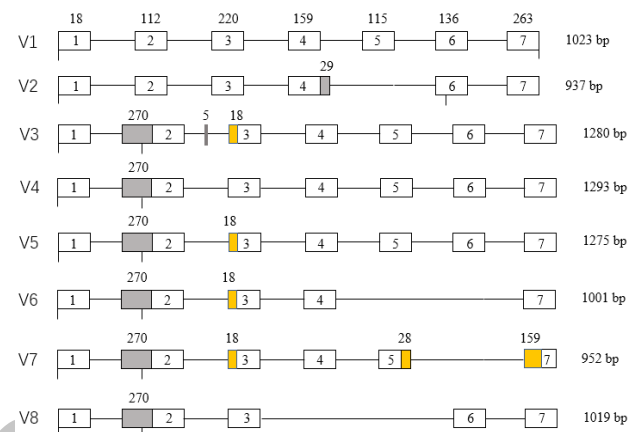 18 112 220 159 115 136 263
V1 1 2 3 4 5 6 7 1023 bp
29
V2 1 2 3 4 6 7 937 bp
270 5 18
V3 1 2 3 4 5 6 7 1280 bp
270
V4 1 2 3 4 5 6 7 1293 bp
270 18
V5 1 2 3 4 5 6 7 1275 bp
270 18
V6 1 2 3 4 7 1001 bp
270 18 28 159
V7 1 2 3 4 5 7 952 bp
270
V8 1 2 3 6 7 1019 bp